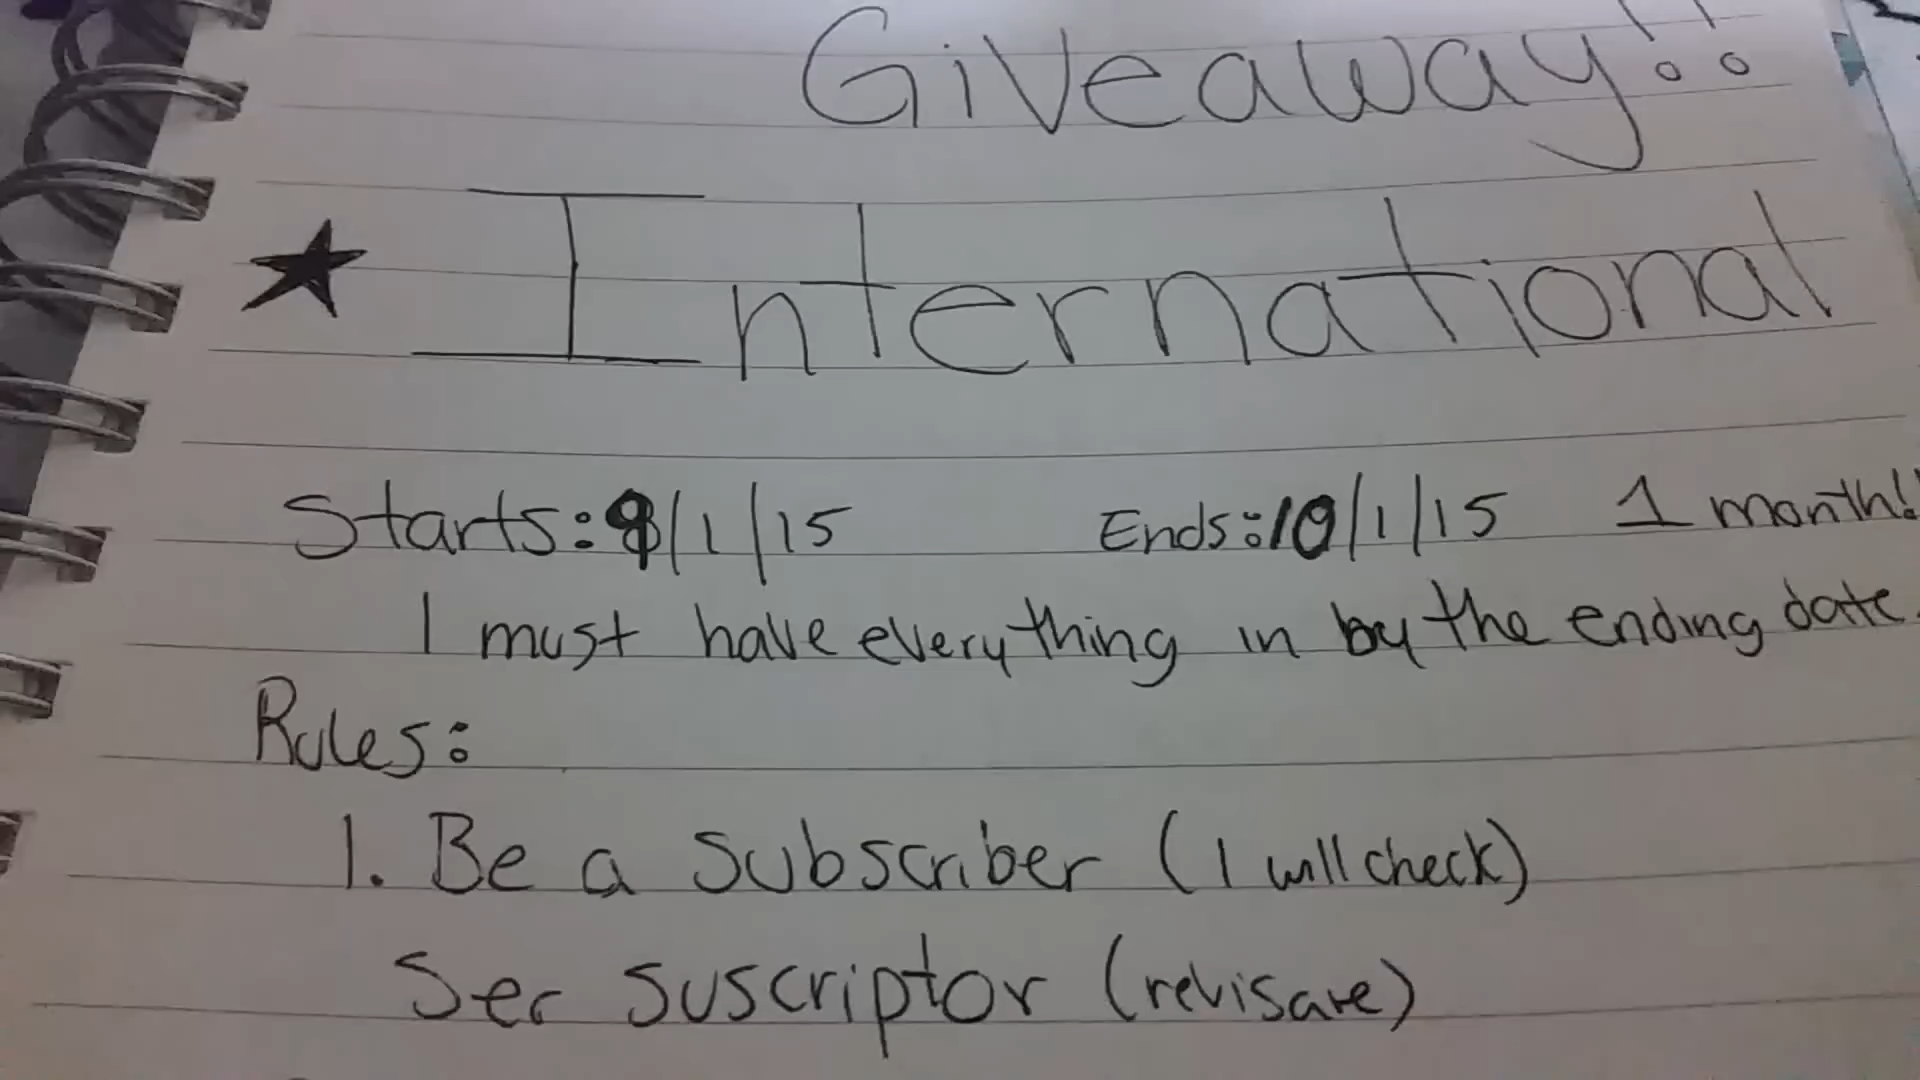 Giveaway!!
★ International
Starts: 9/1/15 Ends: 10/1/15 1 month!!
I must have everything in by the ending date.
Rules:
1. Be a subscriber (I will check)
Ser suscriptor (revisare)